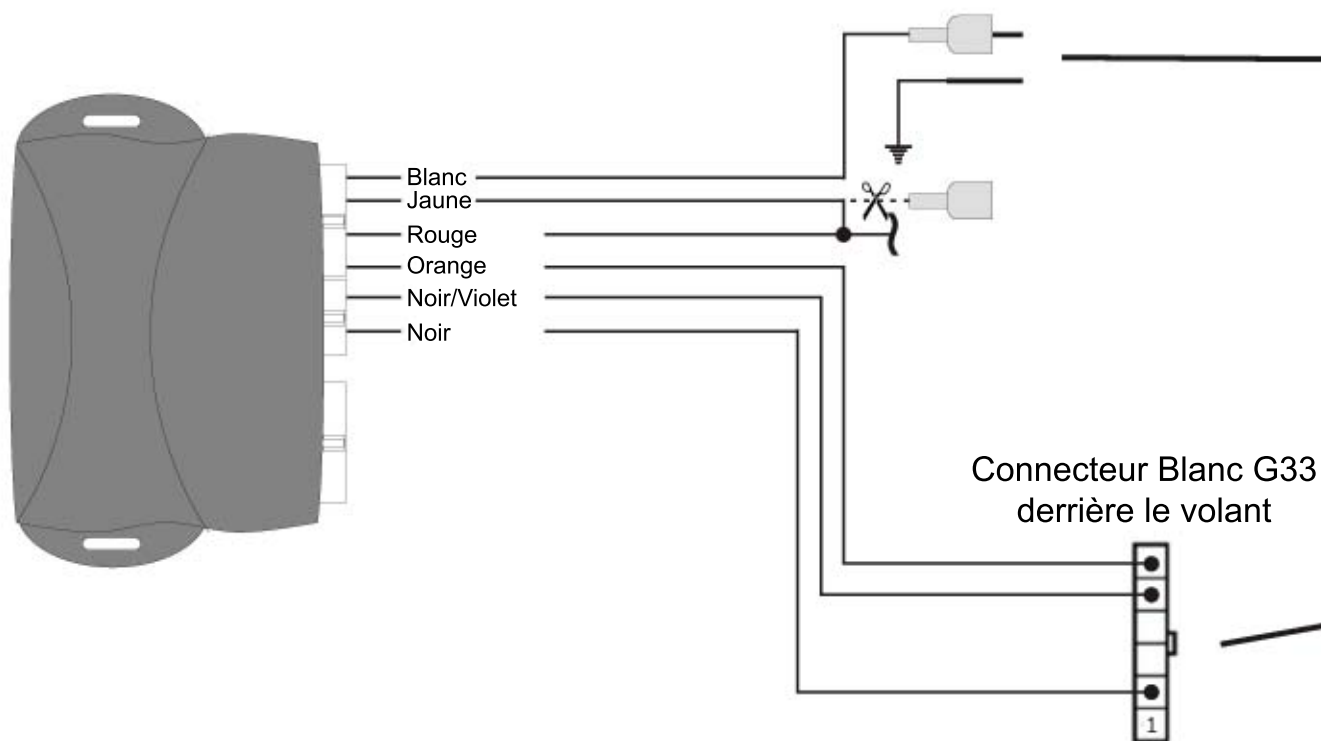 Blanc
Jaune
Rouge
Orange
Noir/Violet
Noir
Connecteur Blanc G33
derrière le volant
1